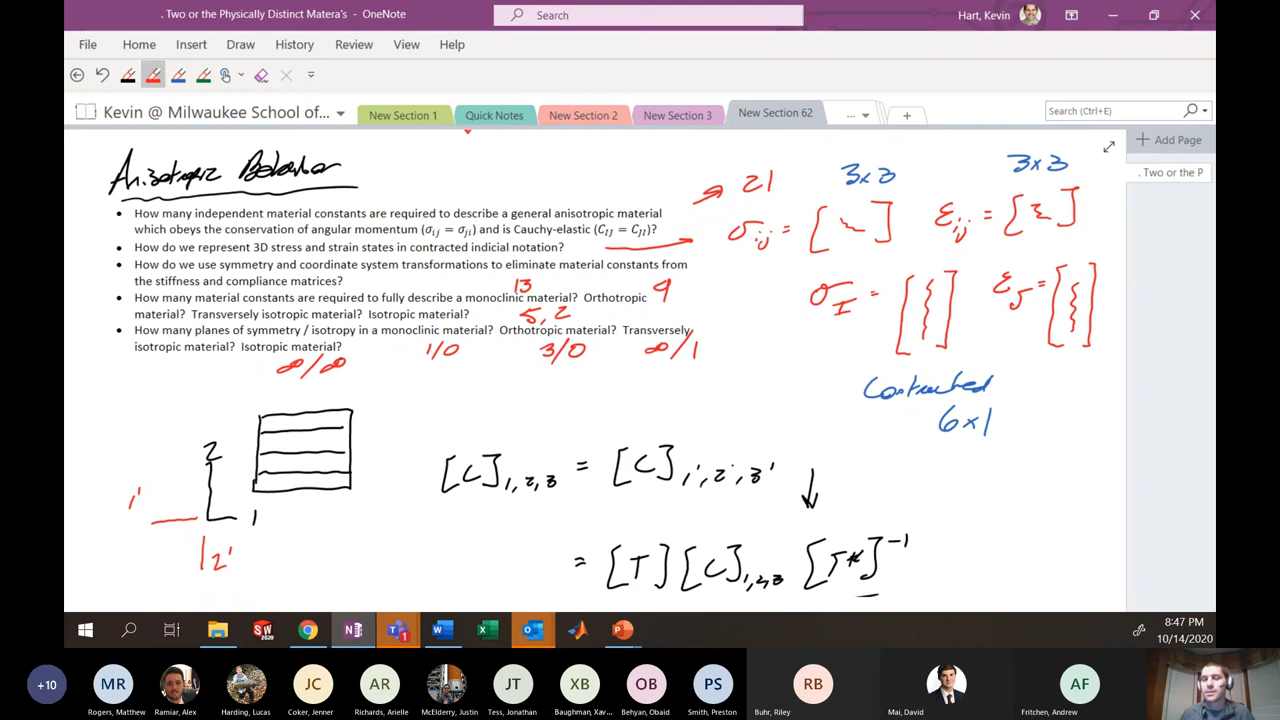 . Two or the Physically Distinct Matera's - OneNote
Search
Hart, Kevin
File Home Insert Draw History Review View Help
Kevin @ Milwaukee School of...
New Section 1
Quick Notes
New Section 2
New Section 3
New Section 62
...
Search (Ctrl+E)
Add Page
. Two or the P
Anisotropic Behavior
• How many independent material constants are required to describe a general anisotropic material
which obeys the conservation of angular momentum (σij = σji) and is Cauchy-elastic (CIJ = CJI)?
• How do we represent 3D stress and strain states in contracted indicial notation?
• How do we use symmetry and coordinate system transformations to eliminate material constants from
the stiffness and compliance matrices?
13
9
• How many material constants are required to fully describe a monoclinic material? Orthotropic
material? Transversely isotropic material? Isotropic material?
5, 2
• How many planes of symmetry / isotropy in a monoclinic material? Orthotropic material? Transversely
isotropic material? Isotropic material?
1/0 3/0 ∞/1
∞/∞
21
3x3
3x3
σij = [ ]
εij = [ ]
σI = [ ]
εJ = [ ]
Contracted
6x1
2
1
1'
2'
[C]1,2,3 = [C]1',2',3' ↓
= [T][C]1,2,3 [T*]^-1
8:47 PM
10/14/2020
+10
MR
Rogers, Matthew
Ramiar, Alex
Harding, Lucas
JC
Coker, Jenner
AR
Richards, Arielle
McElderry, Justin
JT
Tess, Jonathan
XB
Baughman, Xav...
OB
Behyan, Obaid
PS
Smith, Preston
RB
Buhr, Riley
Mai, David
AF
Fritchen, Andrew